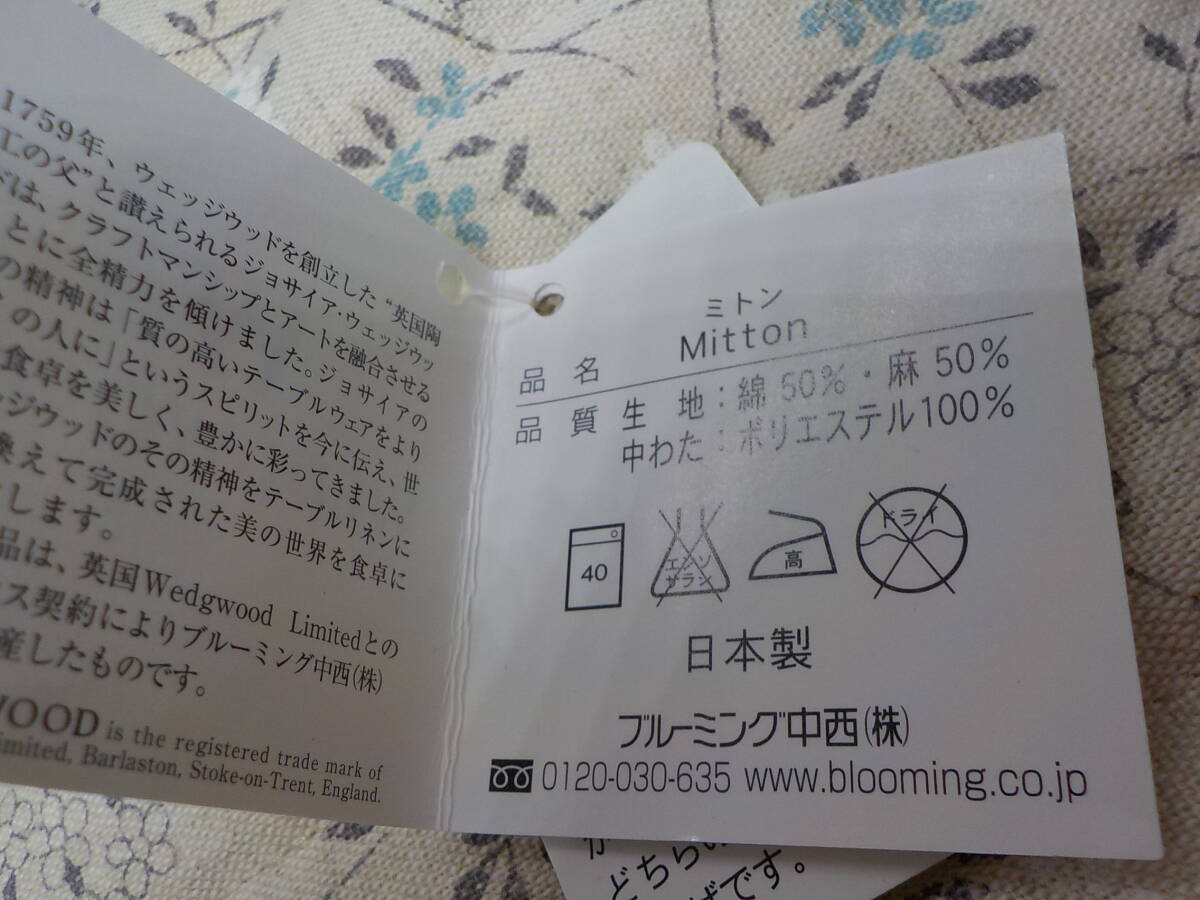 1759年、ウェッジウッドを創立した“英国陶
工の父”と讃えられるジョサイア・ウェッジウッ
ドは、クラフトマンシップとアートを融合させる
とに全精力を傾けました。ジョサイアの
の精神は「質の高いテーブルウェアをより
の人に」というスピリットを今に伝え、世
食卓を美しく、豊かに彩ってきました。
ッジウッドのその精神をテーブルリネンに
えて完成された美の世界を食卓に
します。
品は、英国Wedgwood Limitedとの
ス契約によりブルーミング中西(株)
産したものです。
WOOD is the registered trade mark of
Limited, Barlaston, Stoke-on-Trent, England.
ミトン
品名 Mitton
品質 生地:綿 50%・麻 50%
中わた:ポリエステル100%
40
エンソ
サラシ
高
ドライ
日本製
ブルーミング中西(株)
0120-030-635 www.blooming.co.jp
どちらの
げです。